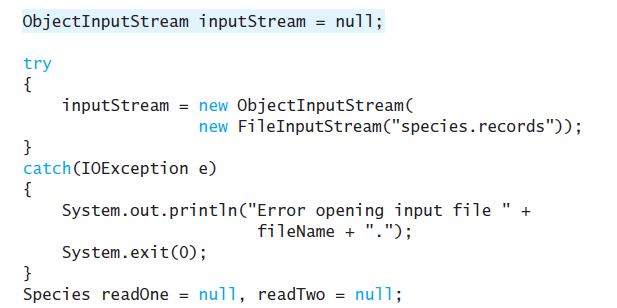 ObjectInputStream inputStream = null;
try
{
    inputStream = new ObjectInputStream(
                  new FileInputStream("species.records"));
}
catch(IOException e)
{
    System.out.println("Error opening input file " +
                        fileName + ".");
    System.exit(0);
}
Species readOne = null, readTwo = null;